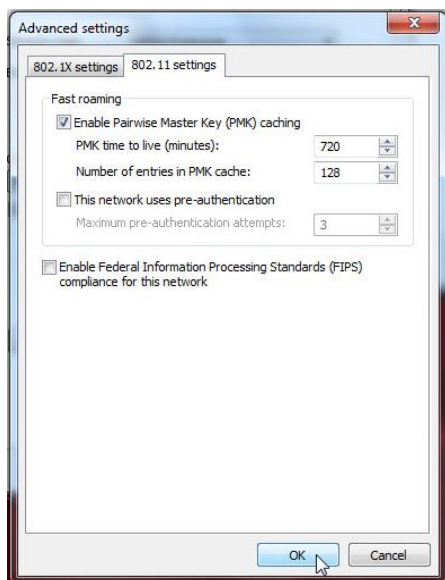 Advanced settings
802.1X settings 802.11 settings
Fast roaming
Enable Pairwise Master Key (PMK) caching
PMK time to live (minutes): 720
Number of entries in PMK cache: 128
This network uses pre-authentication
Maximum pre-authentication attempts: 3
Enable Federal Information Processing Standards (FIPS)
compliance for this network
OK Cancel